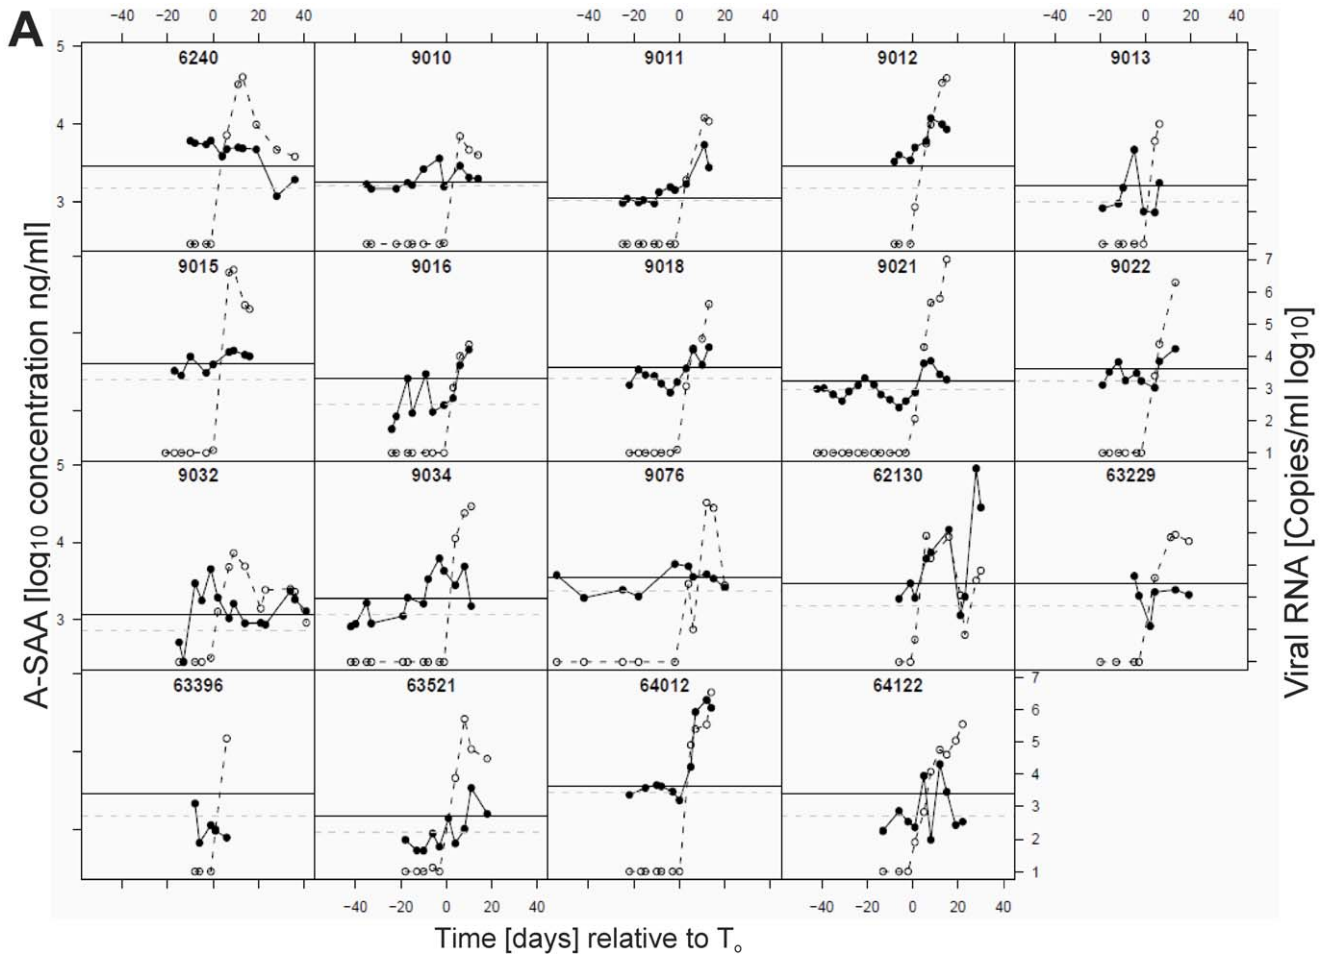 A
−40 −20 0 20 40 −40 −20 0 20 40 −40 −20 0 20 40
6240 9010 9011 9012 9013
5
4
3
9015 9016 9018 9021 9022
7
6
5
4
3
2
1
9032 9034 9076 62130 63229
5
4
3
63396 63521 64012 64122
7
6
5
4
3
2
1
−40 −20 0 20 40 −40 −20 0 20 40
A-SAA [log10 concentration ng/ml]
Viral RNA [Copies/ml log10]
Time [days] relative to To